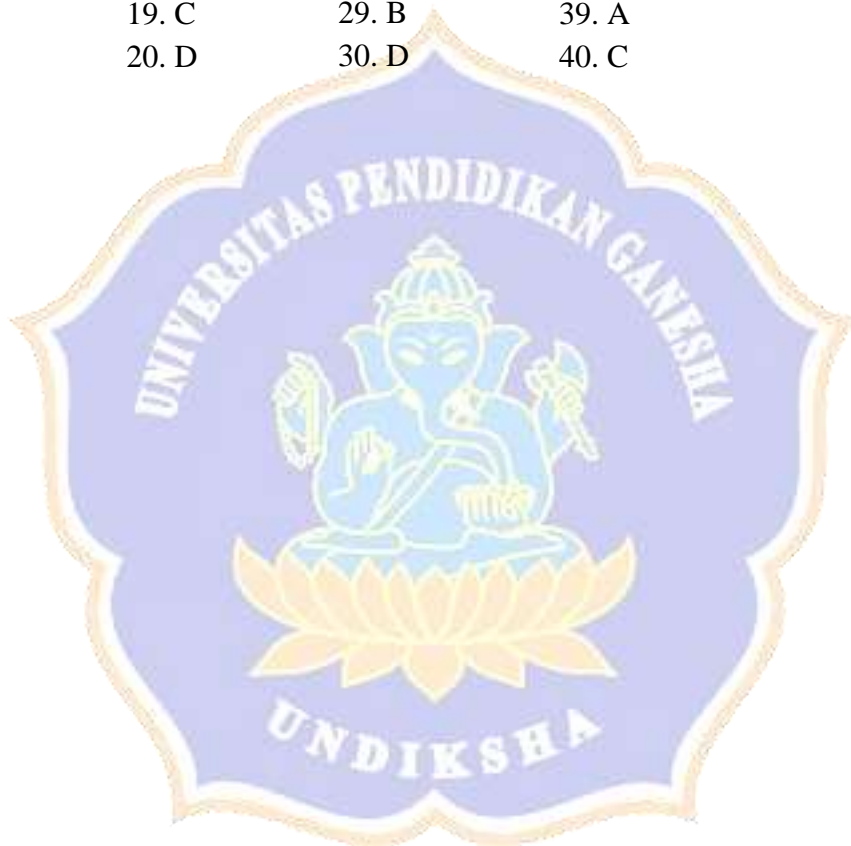 19. C 29. B 39. A
20. D 30. D 40. C
UNIVERSITAS PENDIDIKAN GANESHA
UNDIKSHA